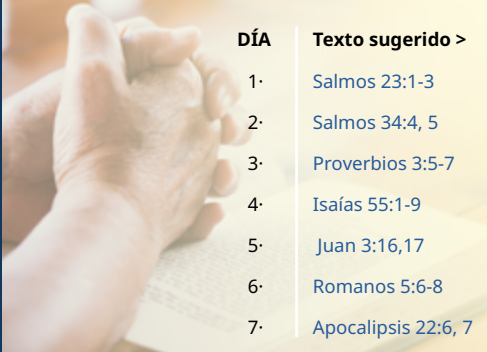 DÍA Texto sugerido >
1· Salmos 23:1-3
2· Salmos 34:4, 5
3· Proverbios 3:5-7
4· Isaías 55:1-9
5· Juan 3:16,17
6· Romanos 5:6-8
7· Apocalipsis 22:6, 7